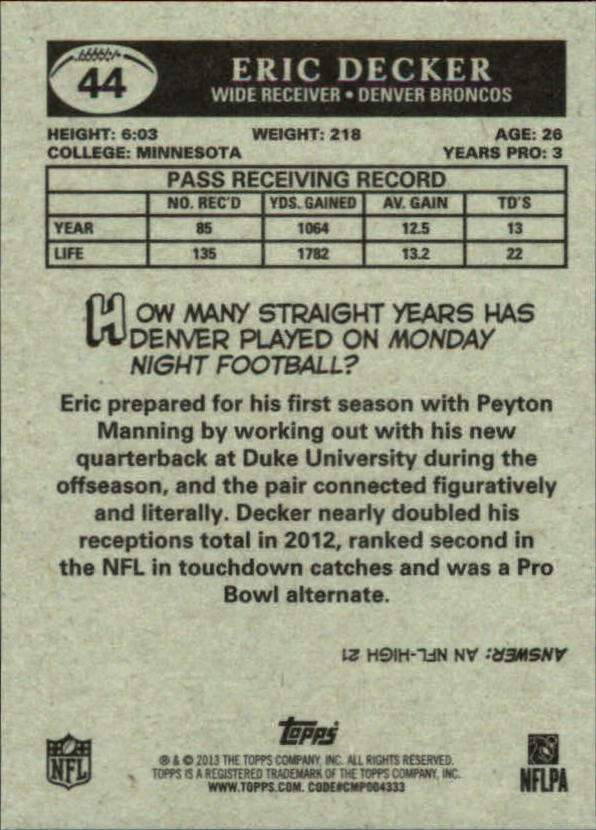 44
ERIC DECKER
WIDE RECEIVER • DENVER BRONCOS
HEIGHT: 6:03 WEIGHT: 218 AGE: 26
COLLEGE: MINNESOTA YEARS PRO: 3
PASS RECEIVING RECORD
NO. REC'D YDS. GAINED AV. GAIN TD'S
YEAR 85 1064 12.5 13
LIFE 135 1782 13.2 22
HOW MANY STRAIGHT YEARS HAS
DENVER PLAYED ON MONDAY
NIGHT FOOTBALL?
Eric prepared for his first season with Peyton
Manning by working out with his new
quarterback at Duke University during the
offseason, and the pair connected figuratively
and literally. Decker nearly doubled his
receptions total in 2012, ranked second in
the NFL in touchdown catches and was a Pro
Bowl alternate.
ANSWER: AN NFL-HIGH 21
topps
® & © 2013 THE TOPPS COMPANY, INC. ALL RIGHTS RESERVED.
TOPPS IS A REGISTERED TRADEMARK OF THE TOPPS COMPANY, INC.
WWW.TOPPS.COM. CODE#CMP004333
NFL
NFLPA